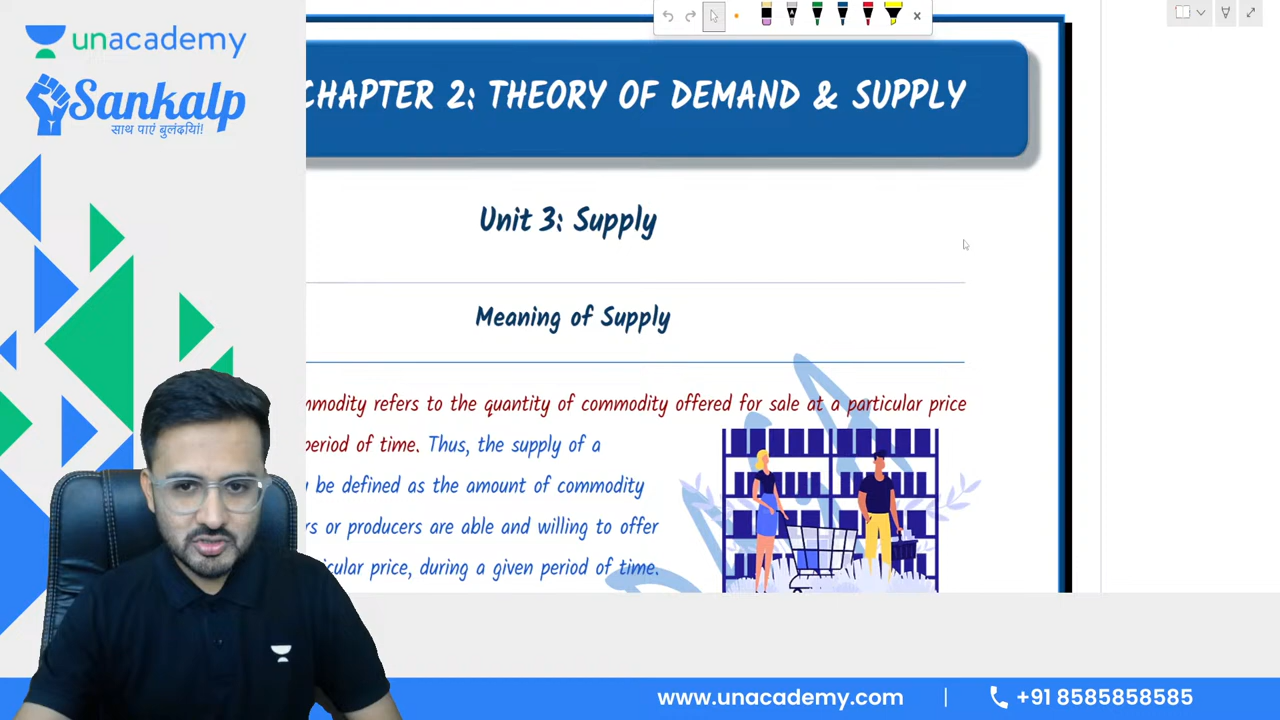 unacademy
Sankalp
साथ पाएं बुलंदियां!
CHAPTER 2: THEORY OF DEMAND & SUPPLY
Unit 3: Supply
Meaning of Supply
refers to the quantity of commodity offered for sale at a particular price
period of time. Thus, the supply of a
be defined as the amount of commodity
or producers are able and willing to offer
price, during a given period of time.
www.unacademy.com | +91 8585858585